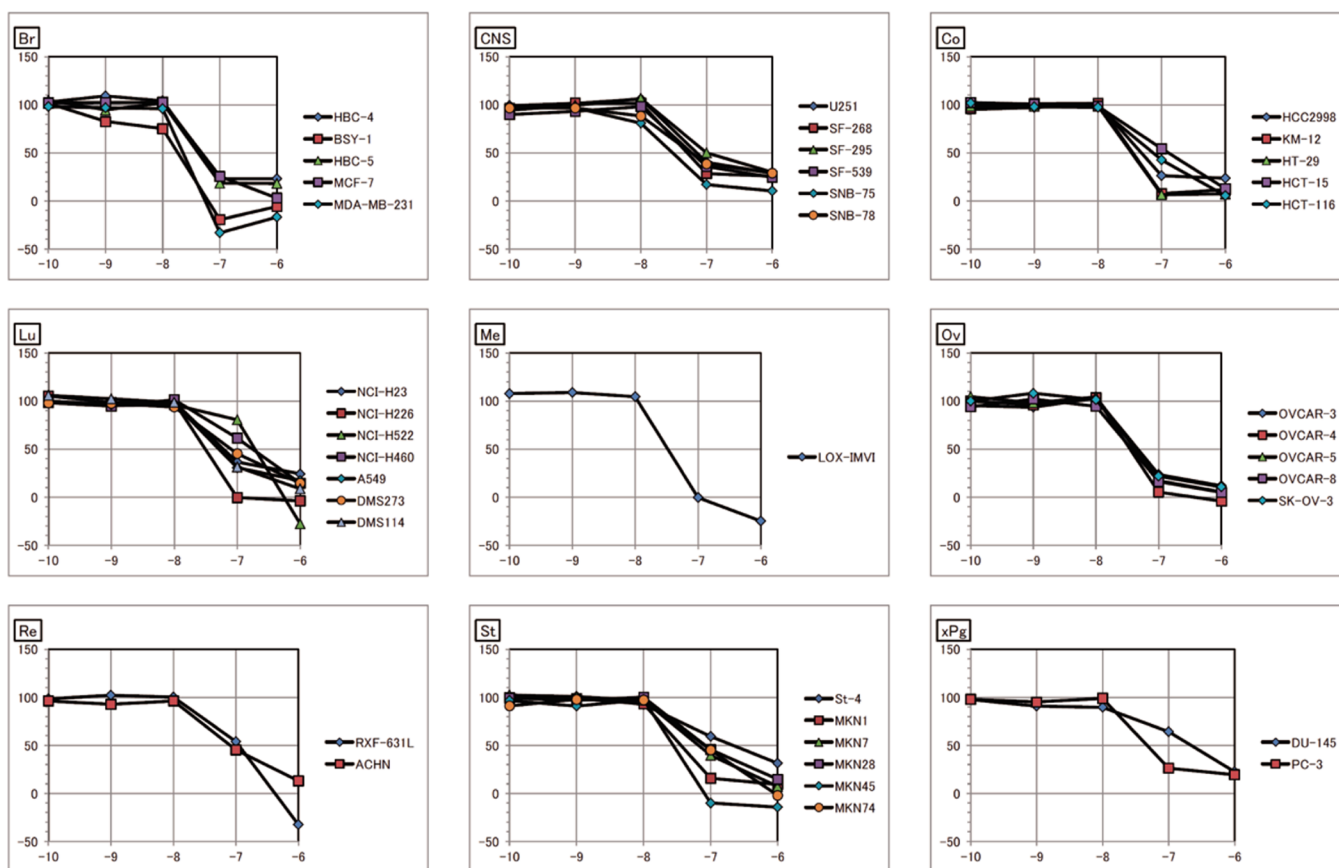 Br
150
100
50
0
-50
-10 -9 -8 -7 -6
HBC-4
BSY-1
HBC-5
MCF-7
MDA-MB-231
CNS
150
100
50
0
-50
-10 -9 -8 -7 -6
U251
SF-268
SF-295
SF-539
SNB-75
SNB-78
Co
150
100
50
0
-50
-10 -9 -8 -7 -6
HCC2998
KM-12
HT-29
HCT-15
HCT-116
Lu
150
100
50
0
-50
-10 -9 -8 -7 -6
NCI-H23
NCI-H226
NCI-H522
NCI-H460
A549
DMS273
DMS114
Me
150
100
50
0
-50
-10 -9 -8 -7 -6
LOX-IMVI
Ov
150
100
50
0
-50
-10 -9 -8 -7 -6
OVCAR-3
OVCAR-4
OVCAR-5
OVCAR-8
SK-OV-3
Re
150
100
50
0
-50
-10 -9 -8 -7 -6
RXF-631L
ACHN
St
150
100
50
0
-50
-10 -9 -8 -7 -6
St-4
MKN1
MKN7
MKN28
MKN45
MKN74
xPg
150
100
50
0
-50
-10 -9 -8 -7 -6
DU-145
PC-3